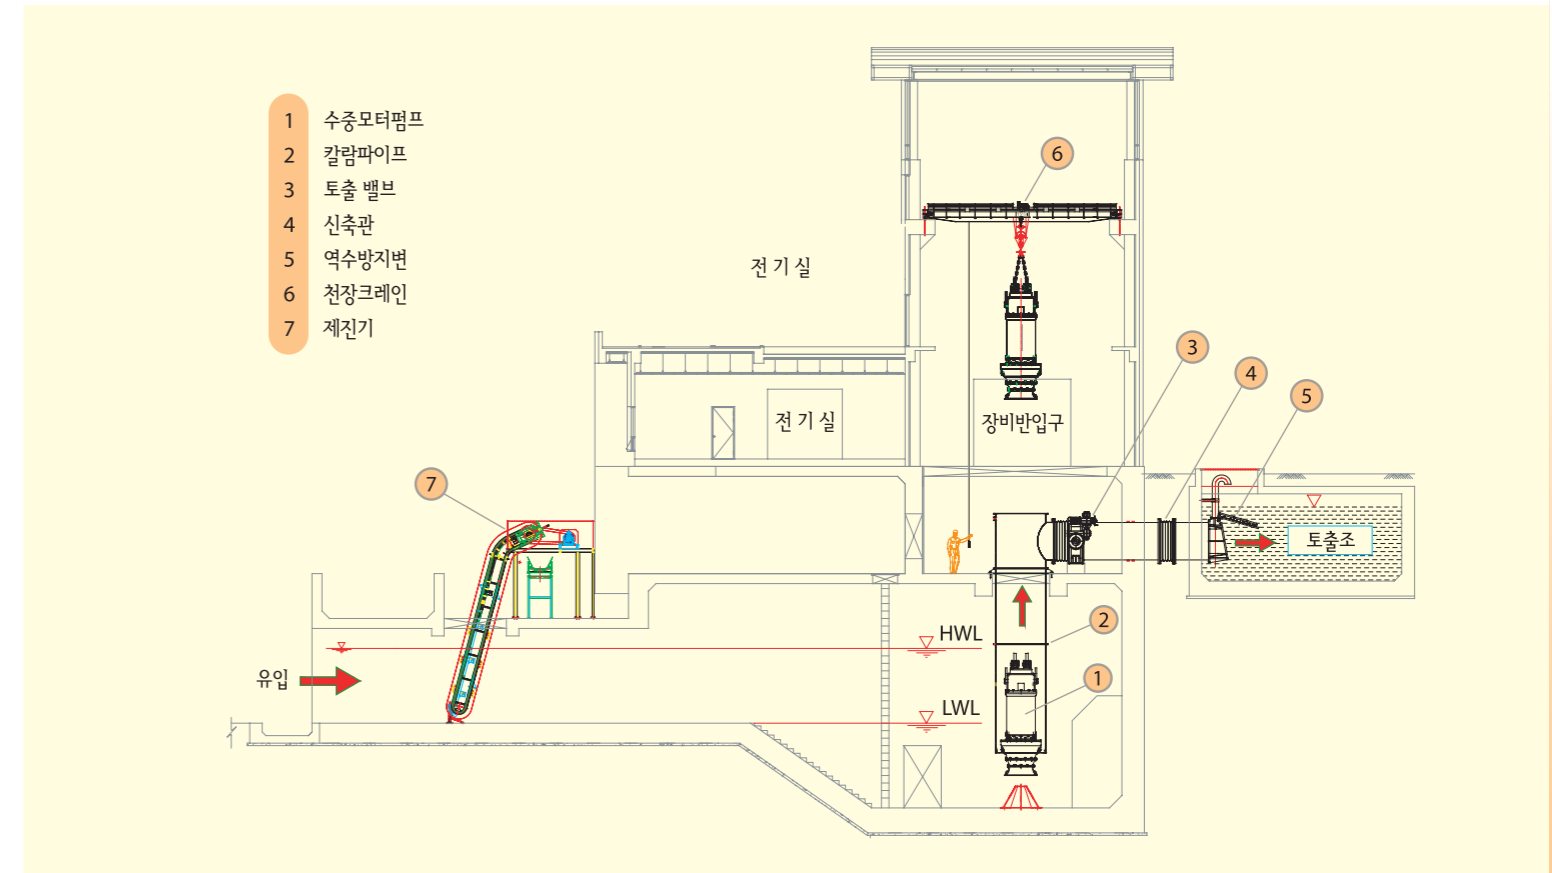 1 수중모터펌프
2 칼람파이프
3 토출 밸브
4 신축관
5 역수방지변
6 천장크레인
7 제진기
6
전 기 실
3
4
5
전 기 실
장비반입구
7
토출조
HWL
2
유입
1
LWL